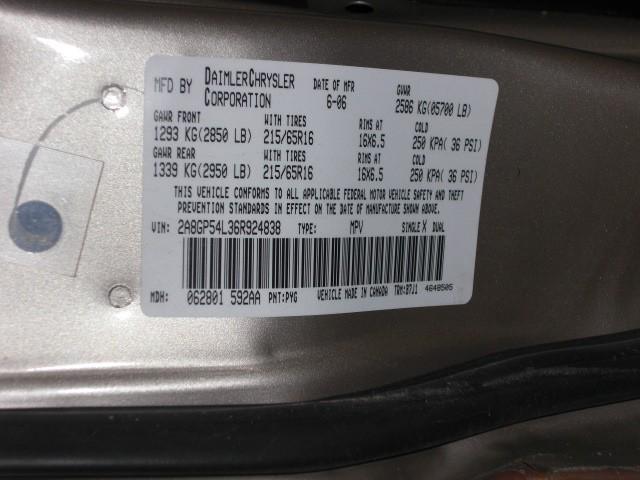 MFD BY DAIMLERCHRYSLER CORPORATION DATE OF MFR 6-06 GVWR 2586 KG(05700 LB)
GAWR FRONT WITH TIRES RIMS AT COLD
1293 KG(2850 LB) 215/65R16 16X6.5 250 KPA( 36 PSI)
GAWR REAR WITH TIRES RIMS AT COLD
1339 KG(2950 LB) 215/65R16 16X6.5 250 KPA( 36 PSI)
THIS VEHICLE CONFORMS TO ALL APPLICABLE FEDERAL MOTOR VEHICLE SAFETY AND THEFT
PREVENTION STANDARDS IN EFFECT ON THE DATE OF MANUFACTURE SHOWN ABOVE.
VIN: 2A8GP54L36R924838 TYPE: MPV SINGLE X DUAL
MDH: 062801 592AA PNT:PYG VEHICLE MADE IN CANADA TRM:B7J1 4648505